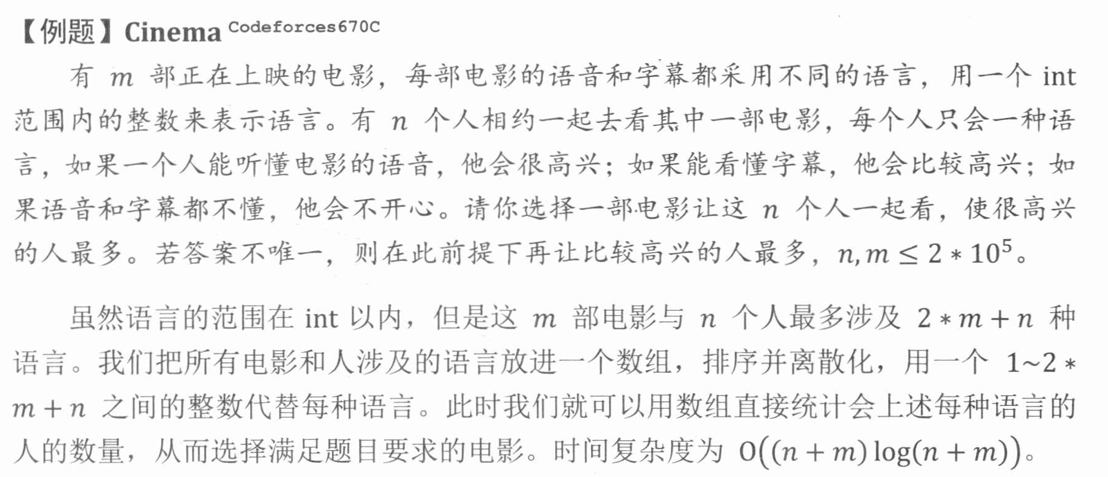 【例题】Cinema Codeforces670C
有 m 部正在上映的电影，每部电影的语音和字幕都采用不同的语言，用一个 int
范围内的整数来表示语言。有 n 个人相约一起去看其中一部电影，每个人只会一种语
言，如果一个人能听懂电影的语音，他会很高兴；如果能看懂字幕，他会比较高兴；如
果语音和字幕都不懂，他会不开心。请你选择一部电影让这 n 个人一起看，使很高兴
的人最多。若答案不唯一，则在此前提下再让比较高兴的人最多，n,m ≤ 2 * 10⁵。
虽然语言的范围在 int 以内，但是这 m 部电影与 n 个人最多涉及 2 * m + n 种
语言。我们把所有电影和人涉及的语言放进一个数组，排序并离散化，用一个 1~2 *
m + n 之间的整数代替每种语言。此时我们就可以用数组直接统计会上述每种语言的
人的数量，从而选择满足题目要求的电影。时间复杂度为 O((n + m) log(n + m))。